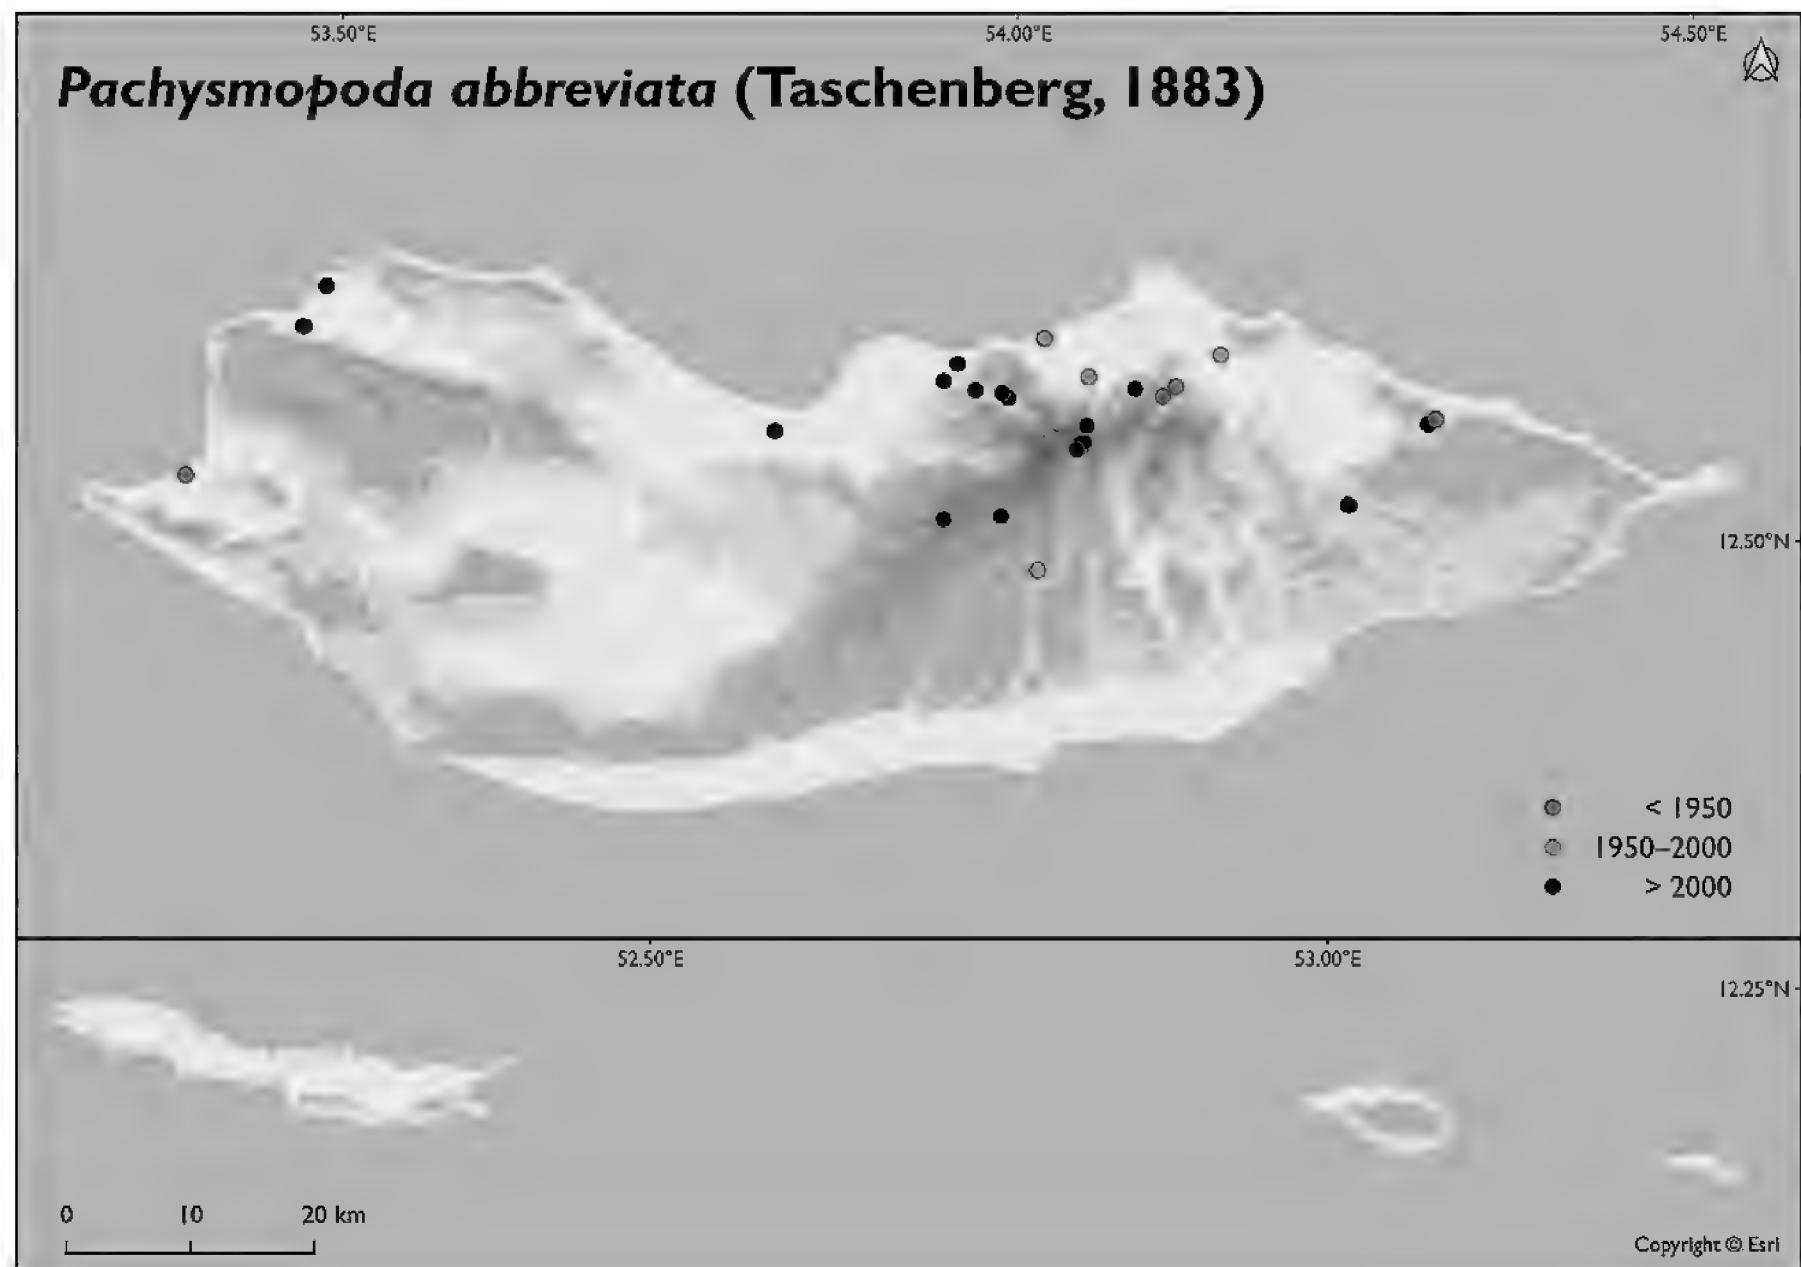 53.50°E 54.00°E 54.50°E
Pachysmopoda abbreviata (Taschenberg, 1883)
12.50°N
< 1950
1950–2000
> 2000
52.50°E 53.00°E
12.25°N
0 10 20 km
Copyright © Esri